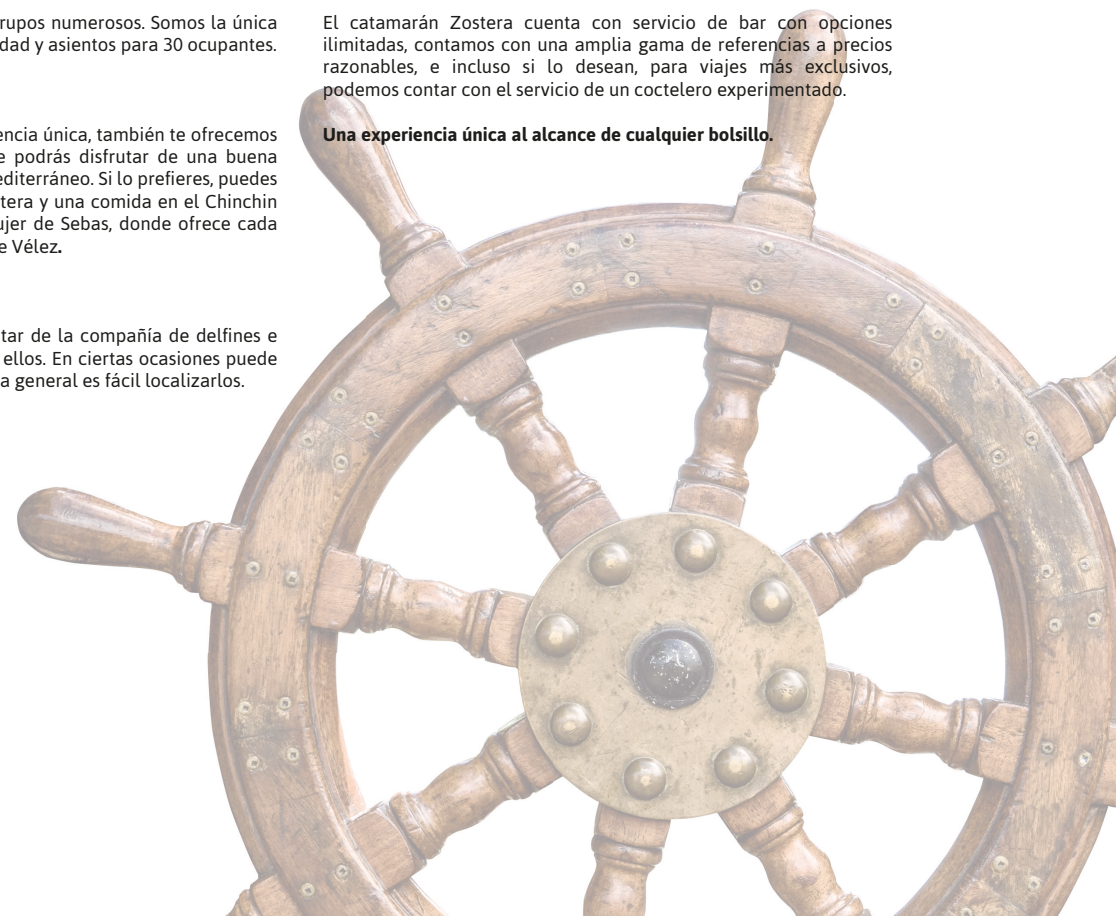 rupos numerosos. Somos la única
dad y asientos para 30 ocupantes.
encia única, también te ofrecemos
e podrás disfrutar de una buena
editerráneo. Si lo prefieres, puedes
tera y una comida en el Chinchin
ujer de Sebas, donde ofrece cada
e Vélez.
tar de la compañía de delfines e
ellos. En ciertas ocasiones puede
a general es fácil localizarlos.
El catamarán Zostera cuenta con servicio de bar con opciones
ilimitadas, contamos con una amplia gama de referencias a precios
razonables, e incluso si lo desean, para viajes más exclusivos,
podemos contar con el servicio de un coctelero experimentado.
Una experiencia única al alcance de cualquier bolsillo.